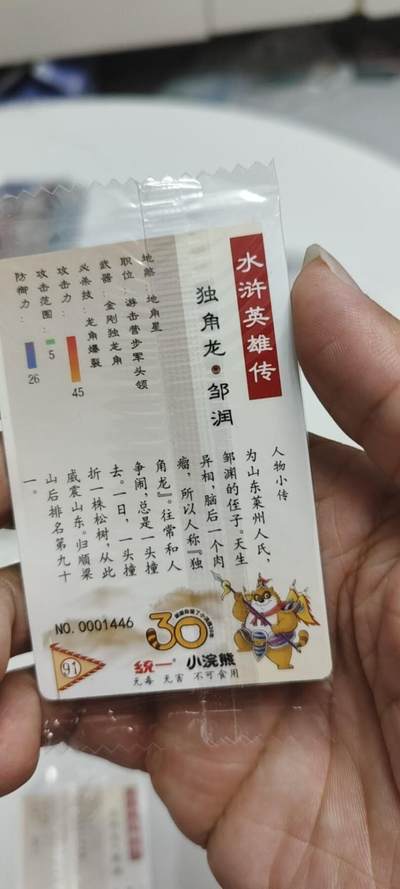 水浒英雄传
独角龙·邹润
地煞：地角星
职位：游击营步军头领
武器：金刚独龙角
必杀技：龙角爆裂
攻击力：
45
攻击范围：
5
防御力：
26
人物小传
为山东莱州人氏，
邹渊的侄子。天生
异相，脑后一个肉
瘤，所以人称『独
角龙』。往常和人
争闹，总是一头撞
去。一日，一头撞
折一株松树，从此
威震山东。归顺梁
山后排名第九十
一。
NO.0001446
30
91
统一
小浣熊
无毒 无害 不可食用